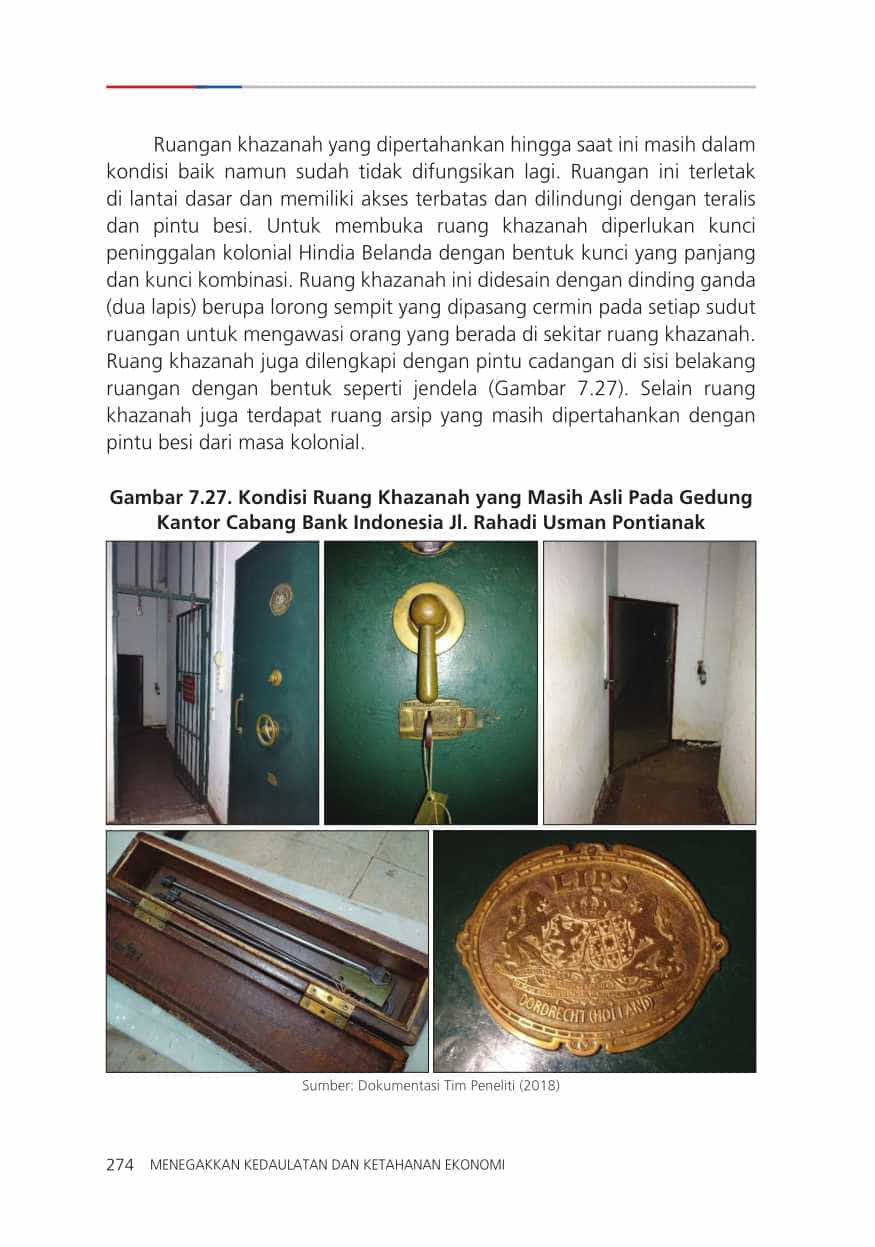 Ruangan khazanah yang dipertahankan hingga saat ini masih dalam
kondisi baik namun sudah tidak difungsikan lagi. Ruangan ini terletak
di lantai dasar dan memiliki akses terbatas dan dilindungi dengan teralis
dan pintu besi. Untuk membuka ruang khazanah diperlukan kunci
peninggalan kolonial Hindia Belanda dengan bentuk kunci yang panjang
dan kunci kombinasi. Ruang khazanah ini didesain dengan dinding ganda
(dua lapis) berupa lorong sempit yang dipasang cermin pada setiap sudut
ruangan untuk mengawasi orang yang berada di sekitar ruang khazanah.
Ruang khazanah juga dilengkapi dengan pintu cadangan di sisi belakang
ruangan dengan bentuk seperti jendela (Gambar 7.27). Selain ruang
khazanah juga terdapat ruang arsip yang masih dipertahankan dengan
pintu besi dari masa kolonial.
Gambar 7.27. Kondisi Ruang Khazanah yang Masih Asli Pada Gedung
Kantor Cabang Bank Indonesia Jl. Rahadi Usman Pontianak
LIPS
DORDRECHT (HOLLAND)
Sumber: Dokumentasi Tim Peneliti (2018)
274 MENEGAKKAN KEDAULATAN DAN KETAHANAN EKONOMI